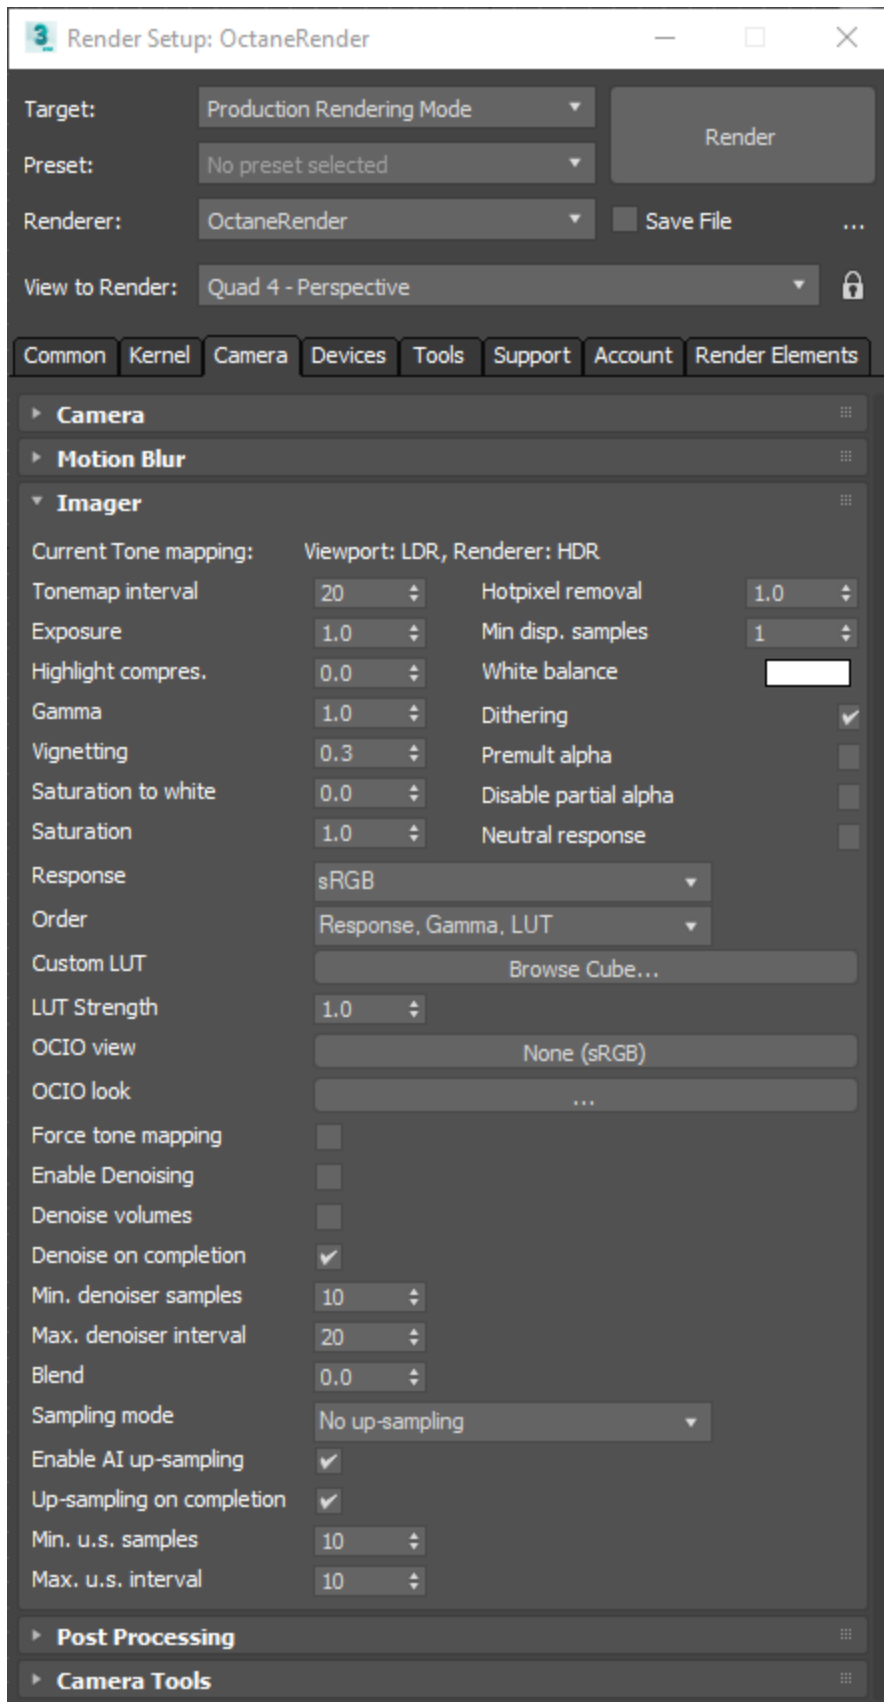 Render Setup: OctaneRender
Target: Production Rendering Mode
Render
Preset: No preset selected
Renderer: OctaneRender Save File ...
View to Render: Quad 4 - Perspective
Common Kernel Camera Devices Tools Support Account Render Elements
Camera
Motion Blur
Imager
Current Tone mapping: Viewport: LDR, Renderer: HDR
Tonemap interval 20 Hotpixel removal 1.0
Exposure 1.0 Min disp. samples 1
Highlight compres. 0.0 White balance
Gamma 1.0 Dithering
Vignetting 0.3 Premult alpha
Saturation to white 0.0 Disable partial alpha
Saturation 1.0 Neutral response
Response sRGB
Order Response, Gamma, LUT
Custom LUT Browse Cube...
LUT Strength 1.0
OCIO view None (sRGB)
OCIO look ...
Force tone mapping
Enable Denoising
Denoise volumes
Denoise on completion
Min. denoiser samples 10
Max. denoiser interval 20
Blend 0.0
Sampling mode No up-sampling
Enable AI up-sampling
Up-sampling on completion
Min. u.s. samples 10
Max. u.s. interval 10
Post Processing
Camera Tools